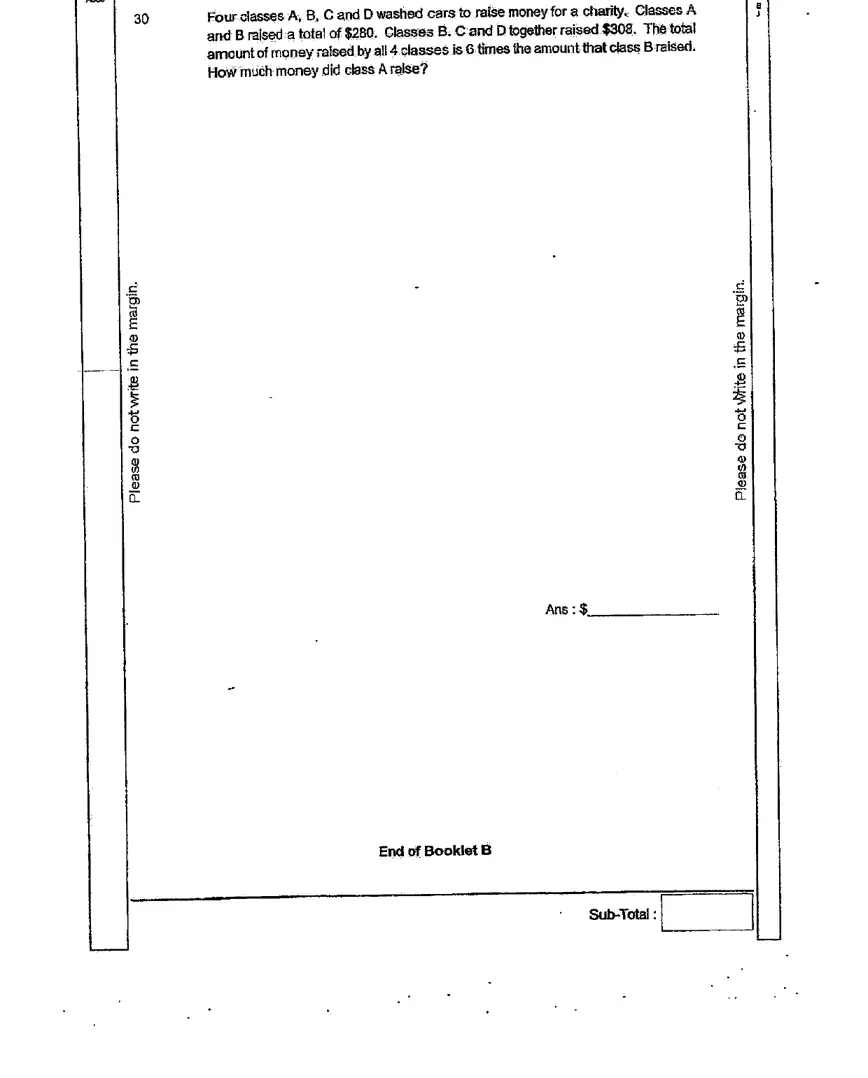 30
Four classes A, B, C and D washed cars to raise money for a charity. Classes A
and B raised a total of $280. Classes B. C and D together raised $308. The total
amount of money raised by all 4 classes is 6 times the amount that class B raised.
How much money did class A raise?
Please do not write in the margin.
Please do not write in the margin.
Ans : $
End of Booklet B
Sub-Total :